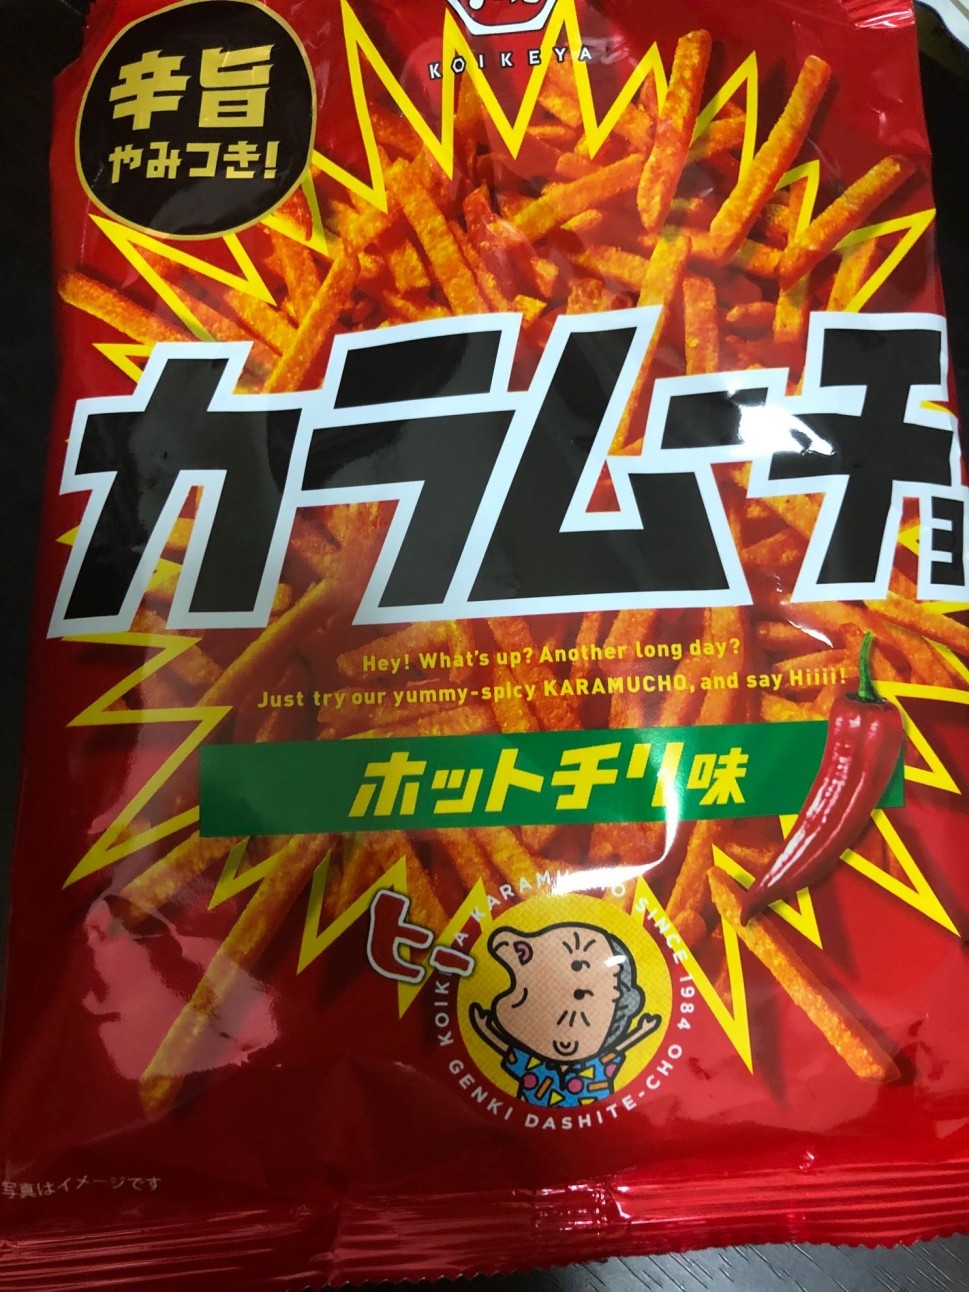 KOIKEYA
辛旨
やみつき!
カラムーチョ
Hey! What's up? Another long day?
Just try our yummy-spicy KARAMUCHO, and say Hiiii!
ホットチリ味
ヒー
KARAMUCHO SINCE 1984
GENKI DASHITE-CHO
写真はイメージです